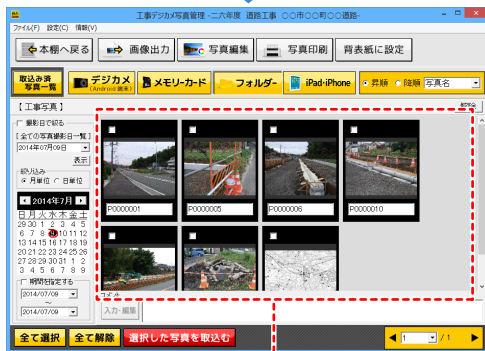 工事デジカメ写真管理 -二六年度 道路工事 ○○市○○町○○道路-
ファイル(F) 設定(C) 情報(V)
本棚へ戻る 画像出力 写真編集 写真印刷 背表紙に設定
取込み済
写真一覧
デジカメ
(Android 端末)
メモリーカード フォルダー iPad・iPhone 昇順 降順 写真名
【工事写真】
撮影日で絞る
[全ての写真撮影日一覧]
2014年07月09日
表示
絞り込み
月単位 日単位
2014年7月
日 月 火 水 木 金 土
29 30 1 2 3 4 5
6 7 8 9 10 11 12
13 14 15 16 17 18 19
20 21 22 23 24 25 26
27 28 29 30 31 1 2
3 4 5 6 7 8 9
期間を指定する
2014/07/09
～
2014/07/09
P0000001 P0000005 P0000006 P0000010
コメント
入力・編集
全て選択 全て解除 選択した写真を取込む
1 / 1